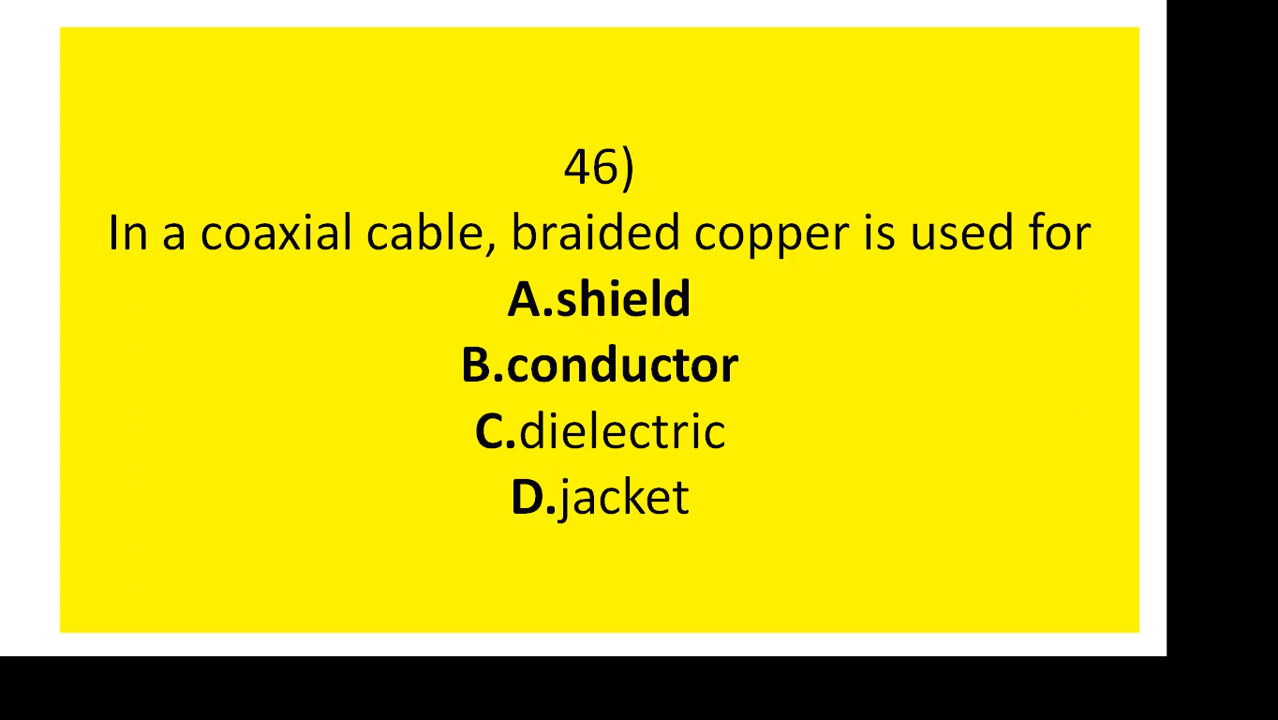 46)
In a coaxial cable, braided copper is used for
A.shield
B.conductor
C.dielectric
D.jacket